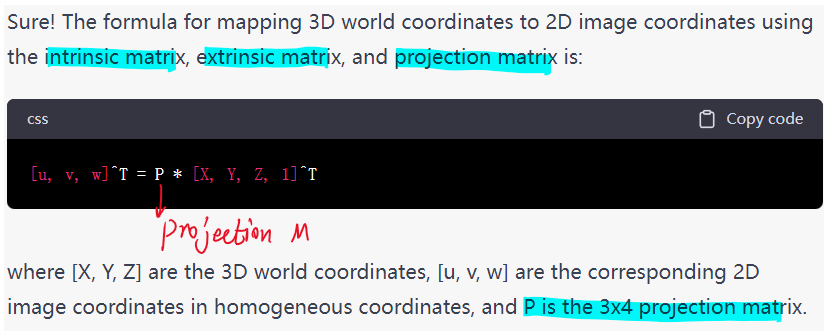 Sure! The formula for mapping 3D world coordinates to 2D image coordinates using
the intrinsic matrix, extrinsic matrix, and projection matrix is:
css
Copy code
[u, v, w]^T = P * [X, Y, Z, 1]^T
projection M
where [X, Y, Z] are the 3D world coordinates, [u, v, w] are the corresponding 2D
image coordinates in homogeneous coordinates, and P is the 3x4 projection matrix.